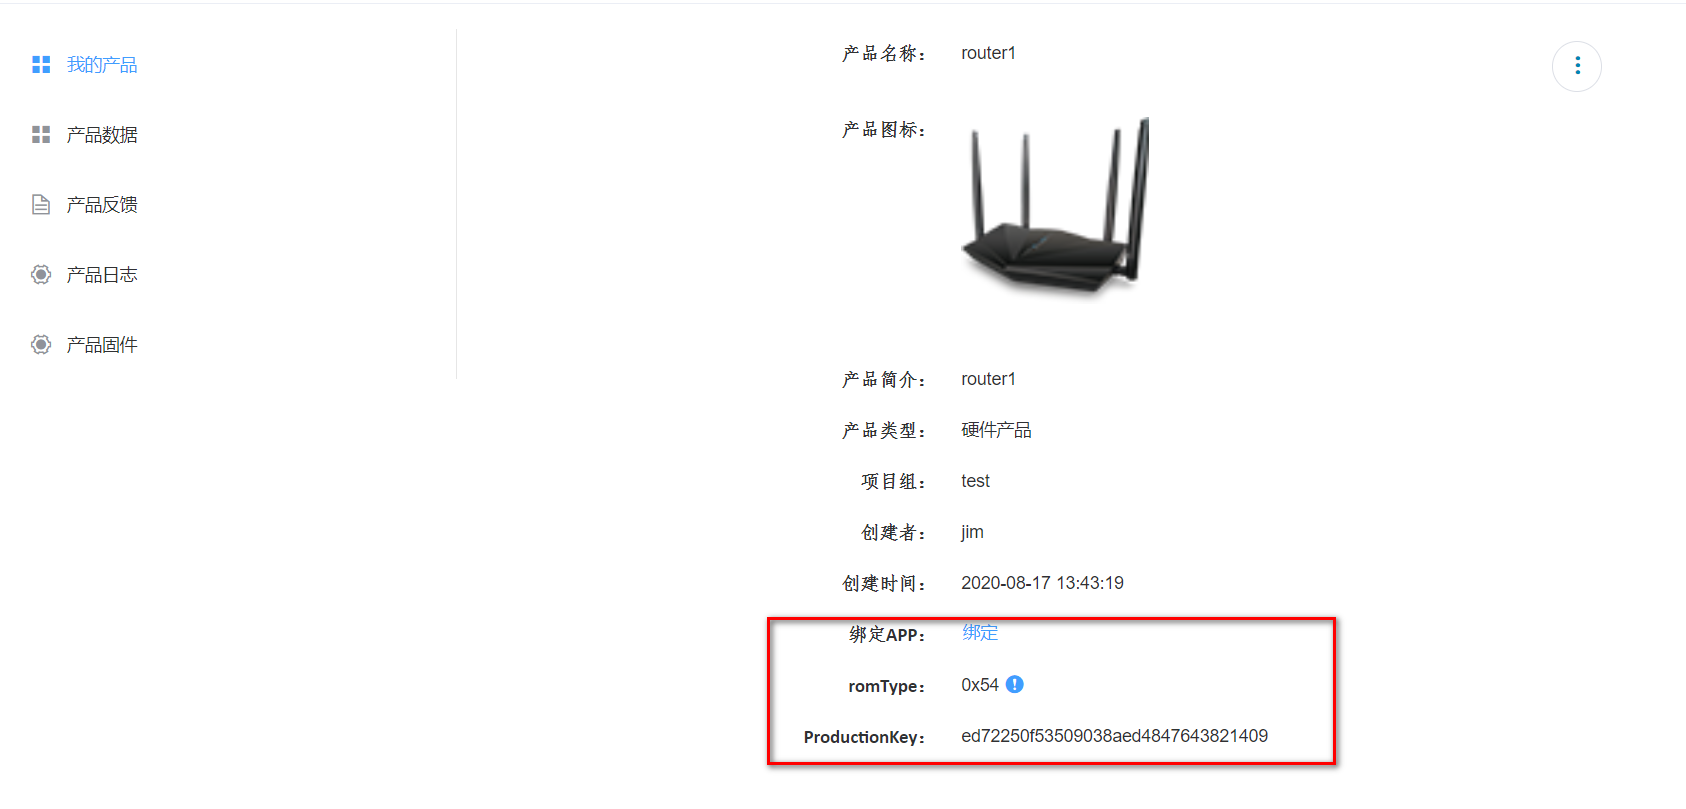 我的产品
产品数据
产品反馈
产品日志
产品固件
产品名称： router1
产品图标：
产品简介： router1
产品类型： 硬件产品
项目组： test
创建者： jim
创建时间： 2020-08-17 13:43:19
绑定APP： 绑定
romType： 0x54
ProductionKey： ed72250f53509038aed4847643821409